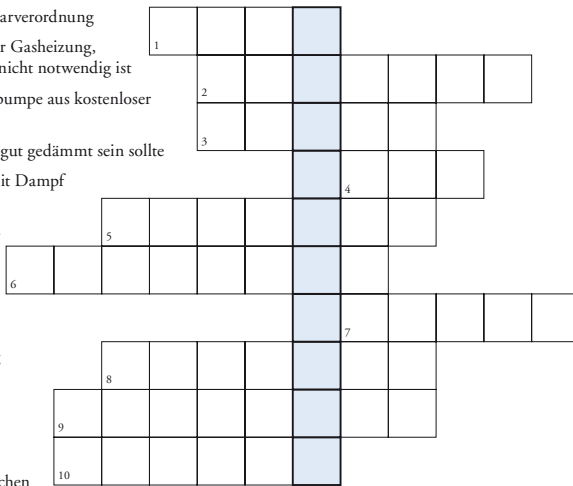 arverordnung
r Gasheizung,
1
nicht notwendig ist
2
pumpe aus kostenloser
3
gut gedämmt sein sollte
it Dampf
4
5
6
7
8
9
10
chen